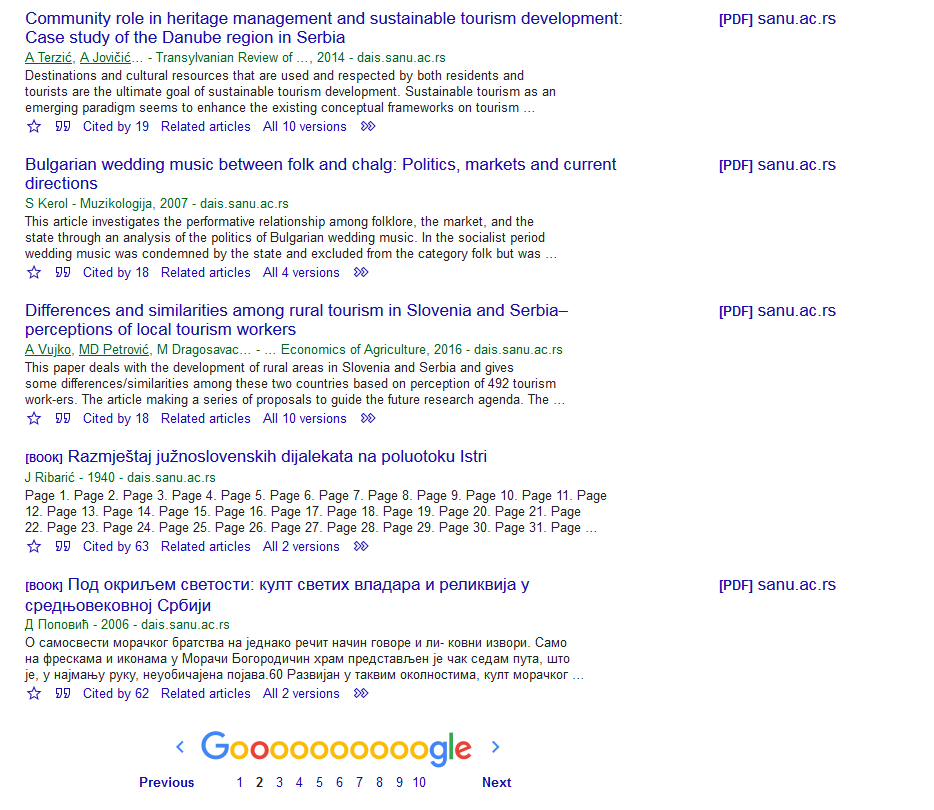 Community role in heritage management and sustainable tourism development: [PDF] sanu.ac.rs
Case study of the Danube region in Serbia
A Terzić, A Jovičić… - Transylvanian Review of …, 2014 - dais.sanu.ac.rs
Destinations and cultural resources that are used and respected by both residents and
tourists are the ultimate goal of sustainable tourism development. Sustainable tourism as an
emerging paradigm seems to enhance the existing conceptual frameworks on tourism …
Cited by 19 Related articles All 10 versions
Bulgarian wedding music between folk and chalg: Politics, markets and current [PDF] sanu.ac.rs
directions
S Kerol - Muzikologija, 2007 - dais.sanu.ac.rs
This article investigates the performative relationship among folklore, the market, and the
state through an analysis of the politics of Bulgarian wedding music. In the socialist period
wedding music was condemned by the state and excluded from the category folk but was …
Cited by 18 Related articles All 4 versions
Differences and similarities among rural tourism in Slovenia and Serbia– [PDF] sanu.ac.rs
perceptions of local tourism workers
A Vujko, MD Petrović, M Dragosavac… - … Economics of Agriculture, 2016 - dais.sanu.ac.rs
This paper deals with the development of rural areas in Slovenia and Serbia and gives
some differences/similarities among these two countries based on perception of 492 tourism
work-ers. The article making a series of proposals to guide the future research agenda. The …
Cited by 18 Related articles All 10 versions
[BOOK] Razmještaj južnoslovenskih dijalekata na poluotoku Istri
J Ribarić - 1940 - dais.sanu.ac.rs
Page 1. Page 2. Page 3. Page 4. Page 5. Page 6. Page 7. Page 8. Page 9. Page 10. Page 11. Page
12. Page 13. Page 14. Page 15. Page 16. Page 17. Page 18. Page 19. Page 20. Page 21. Page
22. Page 23. Page 24. Page 25. Page 26. Page 27. Page 28. Page 29. Page 30. Page 31. Page …
Cited by 63 Related articles All 2 versions
[BOOK] Под окриљем светости: култ светих владара и реликвија у [PDF] sanu.ac.rs
средњовековној Србији
Д Поповић - 2006 - dais.sanu.ac.rs
О самосвести морачког братства на једнако речит начин говоре и ли- ковни извори. Само
на фрескама и иконама у Морачи Богородичин храм представљен је чак седам пута, што
је, у најмању руку, неуобичајена појава.60 Развијан у таквим околностима, култ морачког …
Cited by 62 Related articles All 2 versions
Goooooooooogle
Previous 1 2 3 4 5 6 7 8 9 10 Next